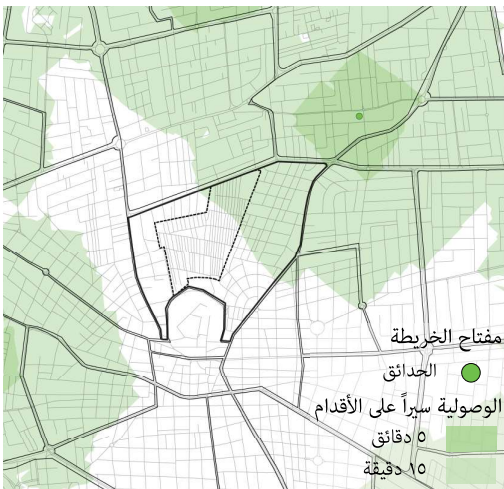 مفتاح الخريطة
الحدائق
الوصولية سيراً على الأقدام
٥ دقائق
١٥ دقيقة